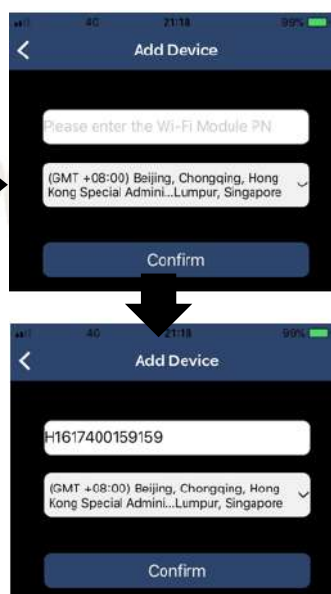 4G 21:18 99%
Add Device
Please enter the Wi-Fi Module PN
(GMT +08:00) Beijing, Chongqing, Hong
Kong Special Admini...Lumpur, Singapore
Confirm
4G 21:18 99%
Add Device
H1617400159159
(GMT +08:00) Beijing, Chongqing, Hong
Kong Special Admini...Lumpur, Singapore
Confirm